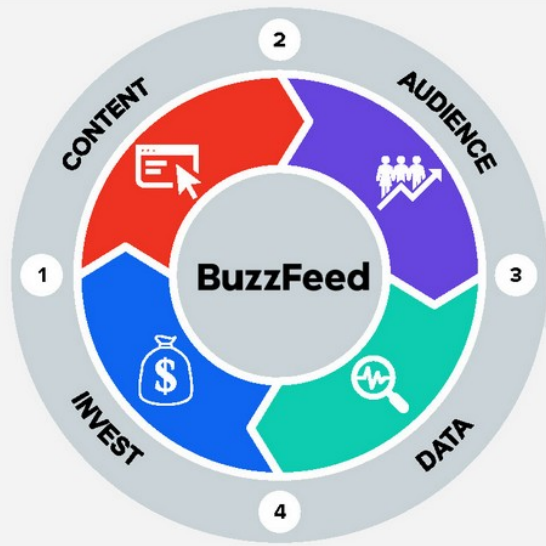 2
CONTENT
AUDIENCE
1
BuzzFeed
3
$
INVEST
DATA
4